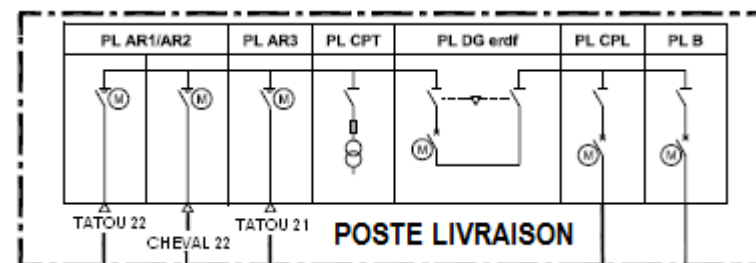 PL AR1/AR2 PL AR3 PL CPT PL DG erdf PL CPL PL B
M M M M M M
TATOU 22 CHEVAL 22 TATOU 21 POSTE LIVRAISON